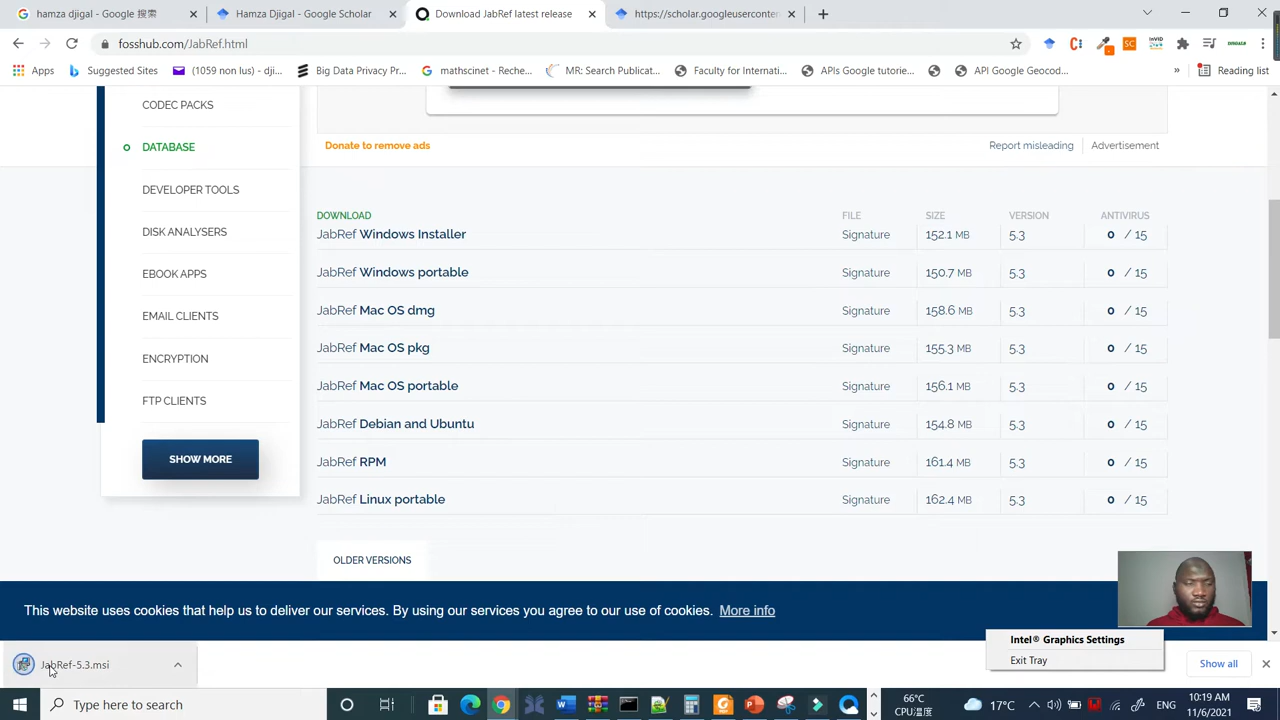 hamza djigal - Google 搜索
Hamza Djigal - Google Scholar
Download JabRef latest release
https://scholar.googleuserconten
fosshub.com/JabRef.html
Apps
Suggested Sites
(1059 non lus) - dji...
Big Data Privacy Pr...
mathscinet - Reche...
MR: Search Publicat...
Faculty for Internati...
APIs Google tutorie...
API Google Geocod...
»
Reading list
CODEC PACKS
DATABASE
DEVELOPER TOOLS
DISK ANALYSERS
EBOOK APPS
EMAIL CLIENTS
ENCRYPTION
FTP CLIENTS
SHOW MORE
Donate to remove ads
Report misleading
Advertisement
DOWNLOAD FILE SIZE VERSION ANTIVIRUS
JabRef Windows Installer Signature 152.1 MB 5.3 0 / 15
JabRef Windows portable Signature 150.7 MB 5.3 0 / 15
JabRef Mac OS dmg Signature 158.6 MB 5.3 0 / 15
JabRef Mac OS pkg Signature 155.3 MB 5.3 0 / 15
JabRef Mac OS portable Signature 156.1 MB 5.3 0 / 15
JabRef Debian and Ubuntu Signature 154.8 MB 5.3 0 / 15
JabRef RPM Signature 161.4 MB 5.3 0 / 15
JabRef Linux portable Signature 162.4 MB 5.3 0 / 15
OLDER VERSIONS
This website uses cookies that help us to deliver our services. By using our services you agree to our use of cookies. More info
Intel® Graphics Settings
Exit Tray
JabRef-5.3.msi
Show all
Type here to search
66°C
CPU温度
17°C
ENG
10:19 AM
11/6/2021